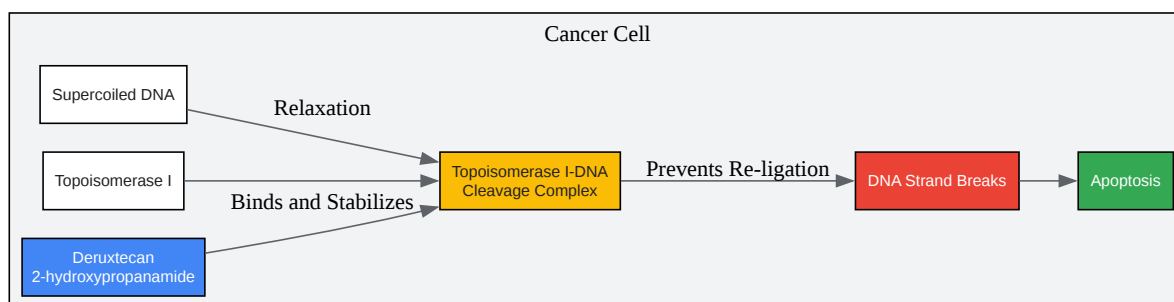 Cancer Cell
Supercoiled DNA
Relaxation
Topoisomerase I
Binds and Stabilizes
Deruxtecan
2-hydroxypropanamide
Topoisomerase I-DNA
Cleavage Complex
Prevents Re-ligation
DNA Strand Breaks
Apoptosis